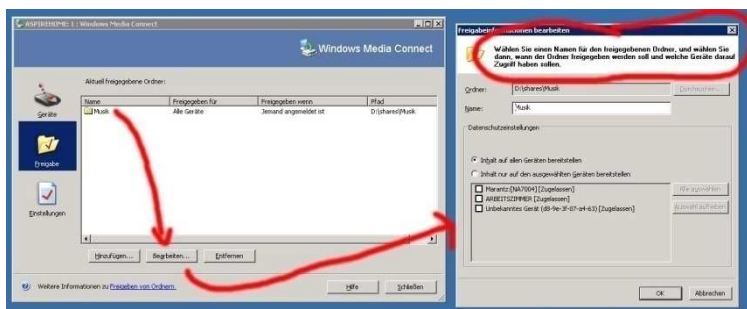 ASPIREHOME: 1 : Windows Media Connect
Windows Media Connect
Geräte
Freigabe
Einstellungen
Aktuell freigegebene Ordner:
Name Freigegeben für Freigegeben wenn Pfad
Musik Alle Geräte Jemand angemeldet ist D:\shares\Musik
Hinzufügen... Bearbeiten... Entfernen
Weitere Informationen zu Freigeben von Ordnern.
Hilfe Schließen
bearbeiten
Wählen Sie einen Namen für den freigegebenen Ordner, und wählen Sie
dann, wann der Ordner freigegeben werden soll und welche Geräte darauf
Zugriff haben sollen.
Ordner: D:\shares\Musik Durchsuchen...
Name: Musik
Datenschutzeinstellungen
Inhalt auf allen Geräten bereitstellen
Inhalt nur auf den ausgewählten Geräten bereitstellen
Marantz:[NA7004] [Zugelassen]
ARBEITSZIMMER [Zugelassen]
Unbekanntes Gerät (d8-9e-3f-07-a4-63) [Zugelassen]
Alle auswählen
Auswahl aufheben
OK Abbrechen